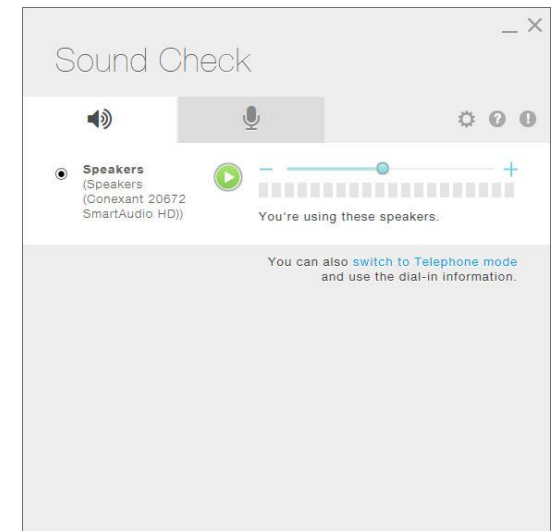 Sound Check
Speakers
(Speakers
(Conexant 20672
SmartAudio HD))
You're using these speakers.
You can also switch to Telephone mode
and use the dial-in information.